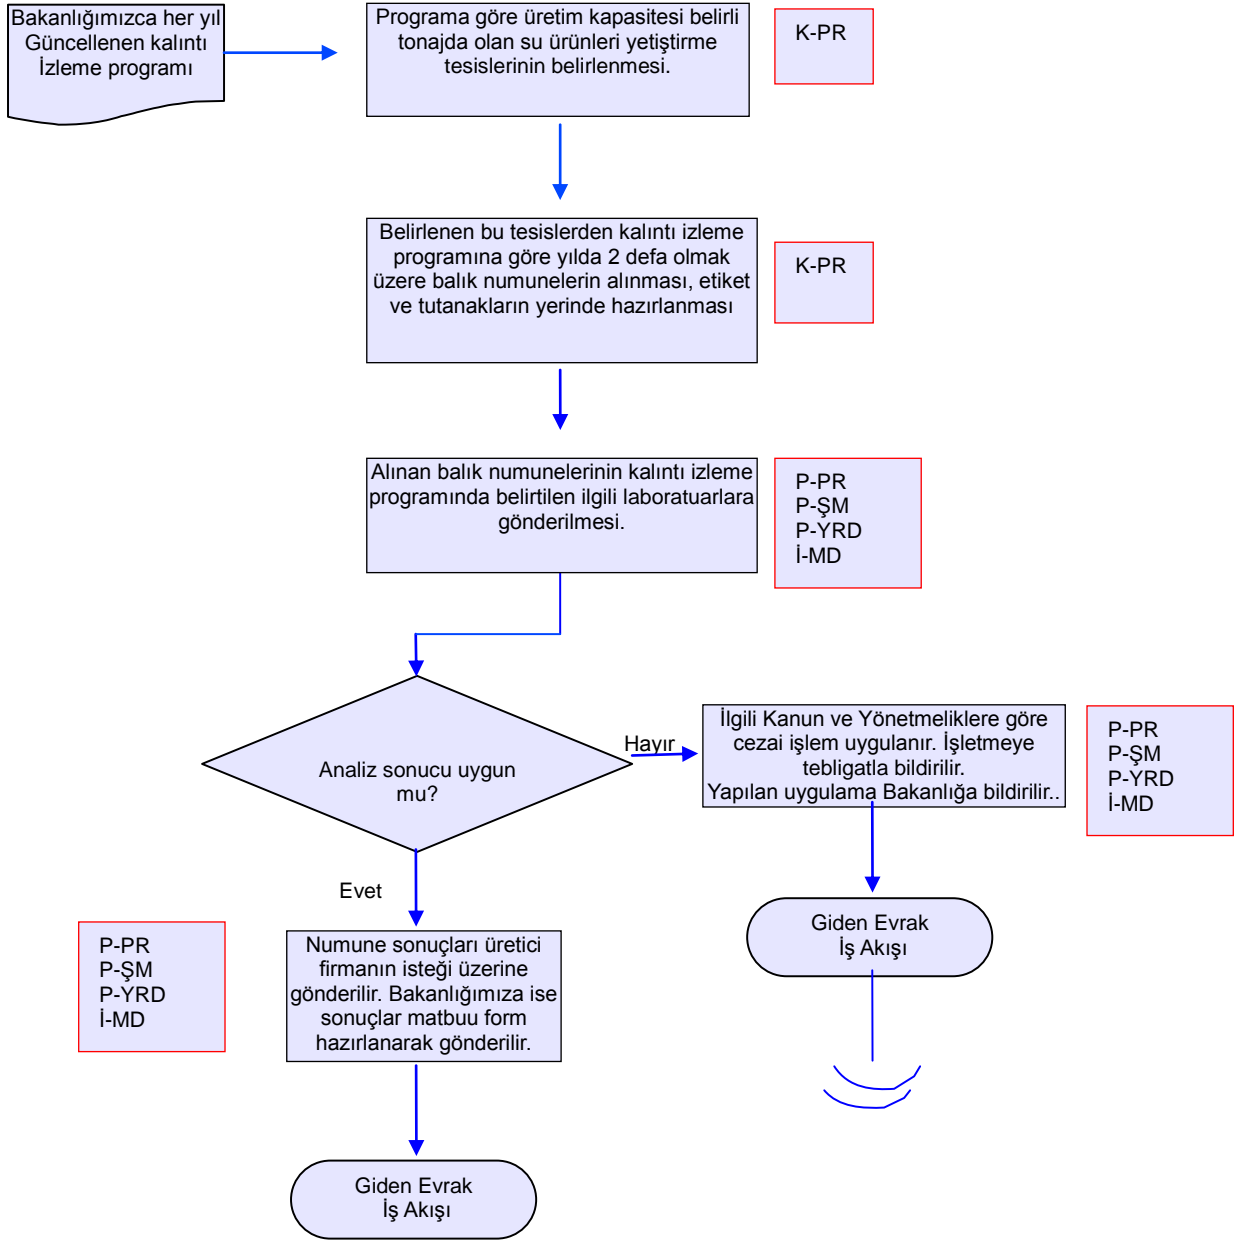 Bakanlığımızca her yıl
Güncellenen kalıntı
İzleme programı
Programa göre üretim kapasitesi belirli
tonajda olan su ürünleri yetiştirme
tesislerinin belirlenmesi.
K-PR
Belirlenen bu tesislerden kalıntı izleme
programına göre yılda 2 defa olmak
üzere balık numunelerin alınması, etiket
ve tutanakların yerinde hazırlanması
K-PR
Alınan balık numunelerinin kalıntı izleme
programında belirtilen ilgili laboratuarlara
gönderilmesi.
P-PR
P-ŞM
P-YRD
İ-MD
Analiz sonucu uygun
mu?
Hayır
İlgili Kanun ve Yönetmeliklere göre
cezai işlem uygulanır. İşletmeye
tebligatla bildirilir.
Yapılan uygulama Bakanlığa bildirilir..
P-PR
P-ŞM
P-YRD
İ-MD
Evet
Giden Evrak
İş Akışı
P-PR
P-ŞM
P-YRD
İ-MD
Numune sonuçları üretici
firmanın isteği üzerine
gönderilir. Bakanlığımıza ise
sonuçlar matbuu form
hazırlanarak gönderilir.
Giden Evrak
İş Akışı